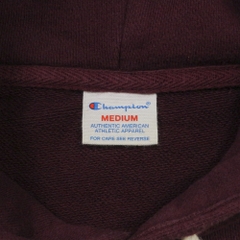 Champion
MEDIUM
AUTHENTIC AMERICAN
ATHLETIC APPAREL
FOR CARE SEE REVERSE